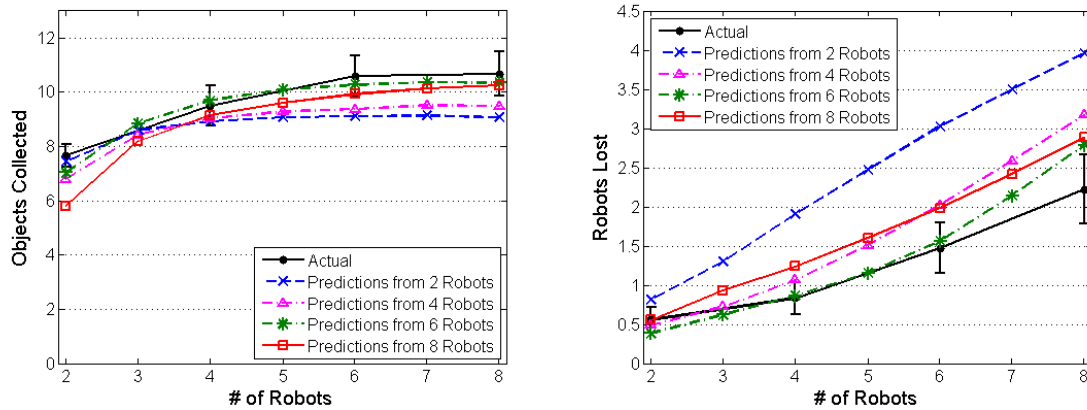 12
10
8
6
4
2
0
Objects Collected
Actual
Predictions from 2 Robots
Predictions from 4 Robots
Predictions from 6 Robots
Predictions from 8 Robots
2 3 4 5 6 7 8
# of Robots
4.5
4
3.5
3
2.5
2
1.5
1
0.5
0
Robots Lost
Actual
Predictions from 2 Robots
Predictions from 4 Robots
Predictions from 6 Robots
Predictions from 8 Robots
2 3 4 5 6 7 8
# of Robots